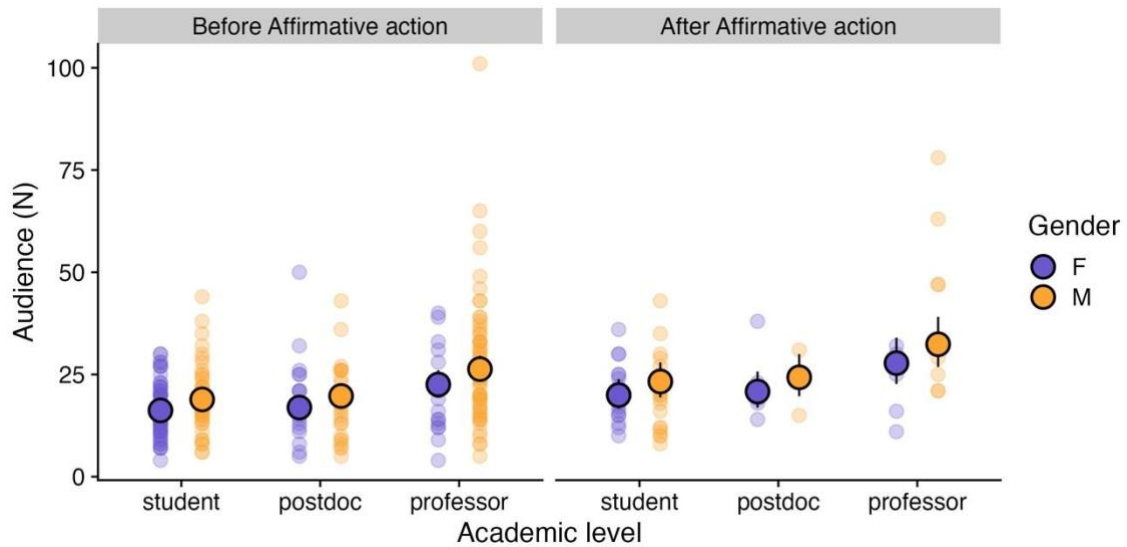 Before Affirmative action
After Affirmative action
Audience (N)
100
75
50
25
0
student
postdoc
professor
student
postdoc
professor
Academic level
Gender
F
M